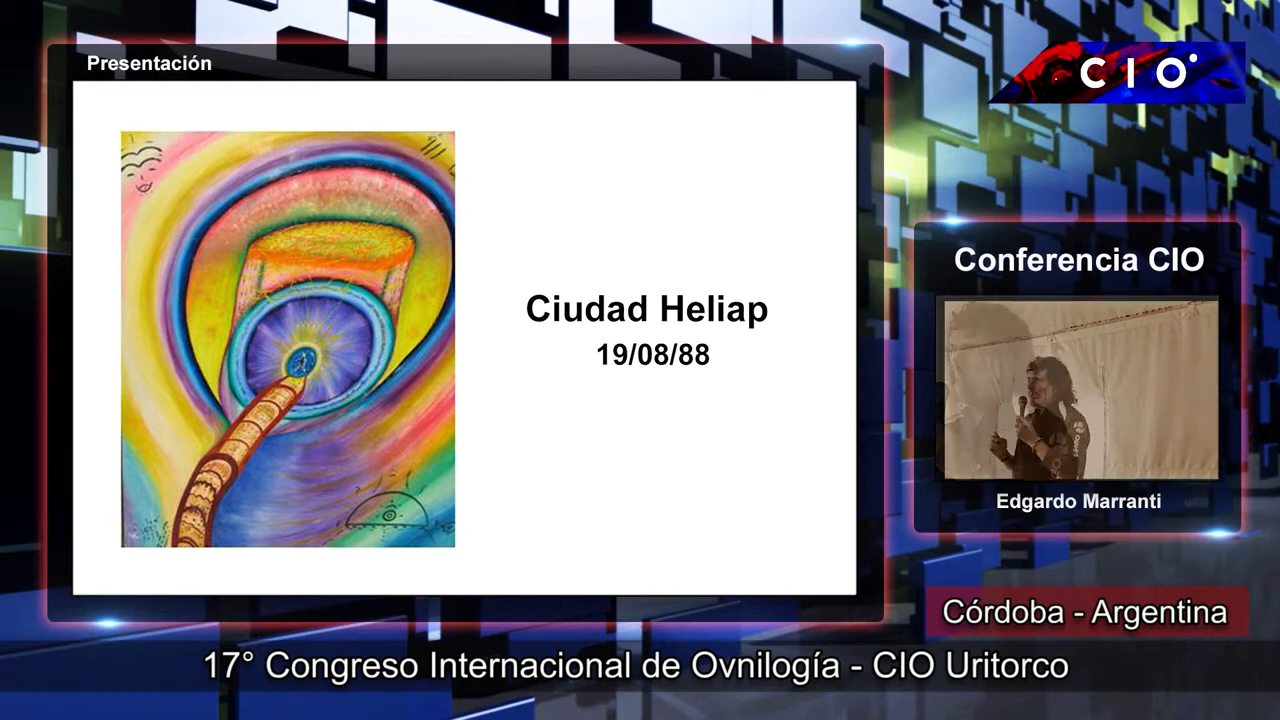 Presentación
CIO
Ciudad Heliap
19/08/88
Conferencia CIO
Edgardo Marranti
Córdoba - Argentina
17° Congreso Internacional de Ovnilogía - CIO Uritorco